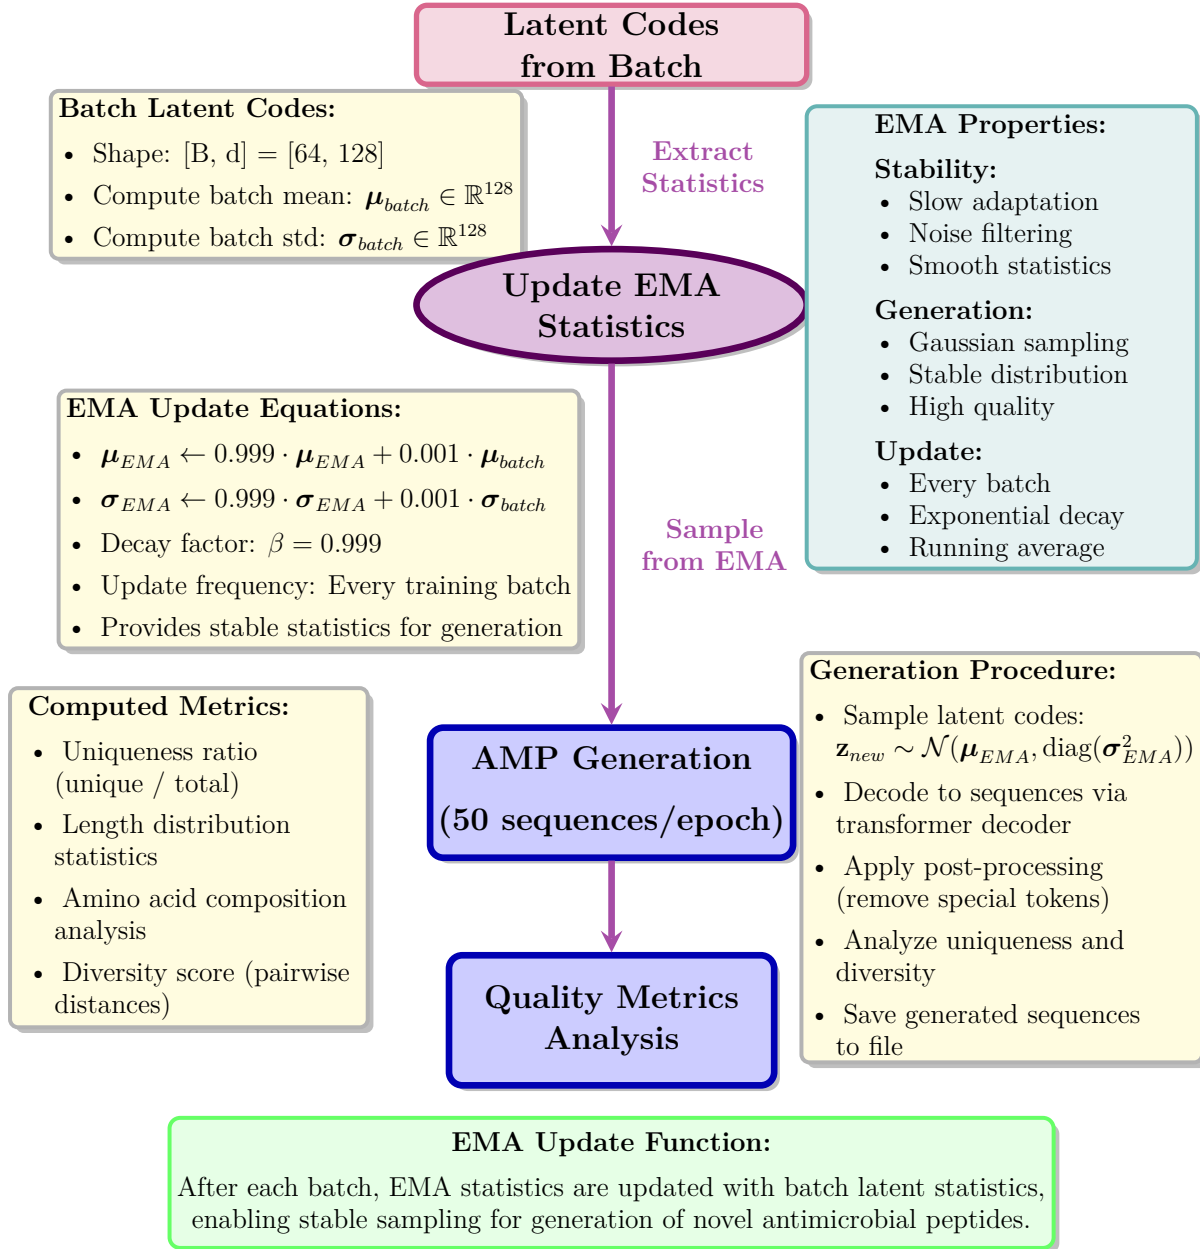 Latent Codes
from Batch
Batch Latent Codes:
• Shape: [B, d] = [64, 128]
• Compute batch mean: μ_batch ∈ ℝ^128
• Compute batch std: σ_batch ∈ ℝ^128
Extract
Statistics
EMA Properties:
Stability:
• Slow adaptation
• Noise filtering
• Smooth statistics
Generation:
• Gaussian sampling
• Stable distribution
• High quality
Update:
• Every batch
• Exponential decay
• Running average
Update EMA
Statistics
EMA Update Equations:
• μ_EMA ← 0.999 · μ_EMA + 0.001 · μ_batch
• σ_EMA ← 0.999 · σ_EMA + 0.001 · σ_batch
• Decay factor: β = 0.999
• Update frequency: Every training batch
• Provides stable statistics for generation
Sample
from EMA
Computed Metrics:
• Uniqueness ratio
(unique / total)
• Length distribution
statistics
• Amino acid composition
analysis
• Diversity score (pairwise
distances)
AMP Generation
(50 sequences/epoch)
Generation Procedure:
• Sample latent codes:
z_new ∼ 𝒩(μ_EMA, diag(σ²_EMA))
• Decode to sequences via
transformer decoder
• Apply post-processing
(remove special tokens)
• Analyze uniqueness and
diversity
• Save generated sequences
to file
Quality Metrics
Analysis
EMA Update Function:
After each batch, EMA statistics are updated with batch latent statistics,
enabling stable sampling for generation of novel antimicrobial peptides.